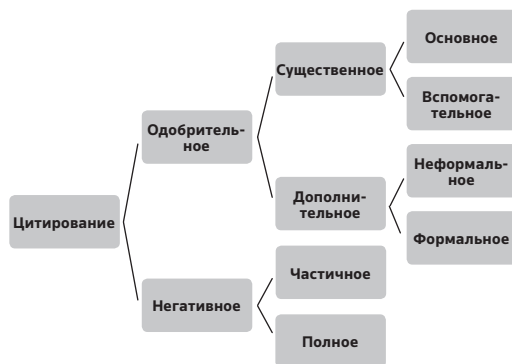 Цитирование
Одобритель-
ное
Негативное
Существенное
Дополни-
тельное
Частичное
Полное
Основное
Вспомога-
тельное
Неформаль-
ное
Формальное